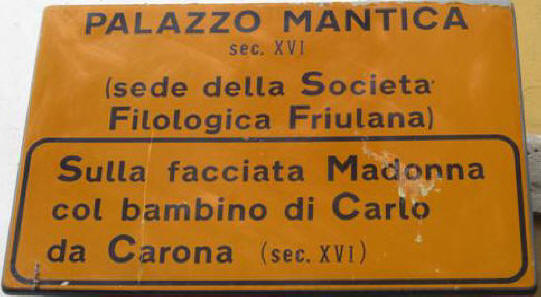 PALAZZO MANTICA
sec. XVI
(sede della Societa'
Filologica Friulana)
Sulla facciata Madonna
col bambino di Carlo
da Carona (sec. XVI)